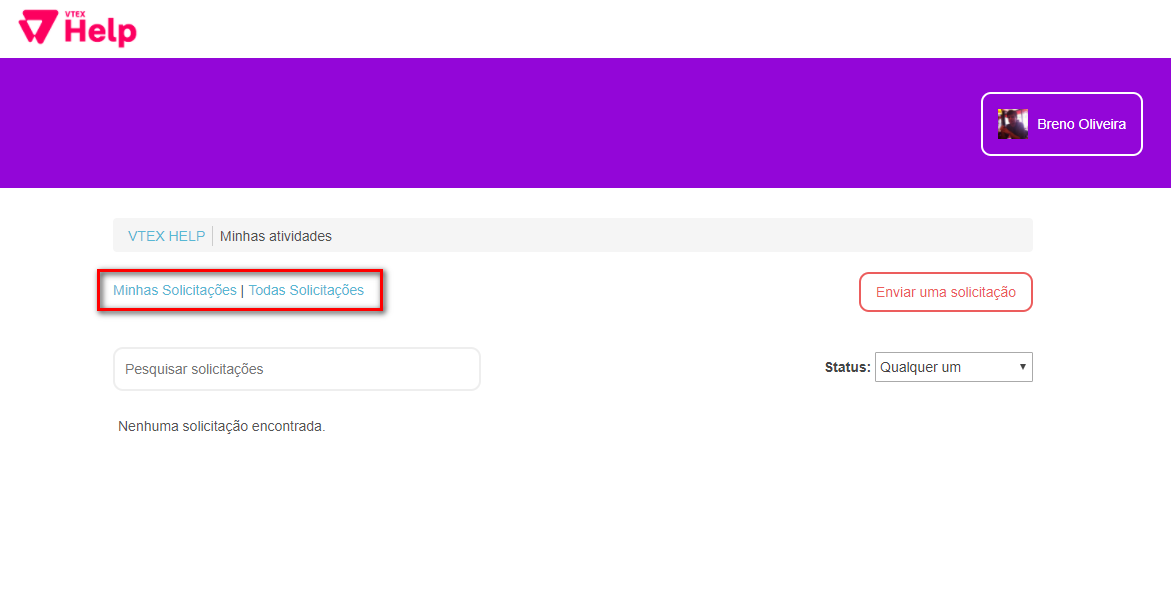 VTEX
Help
Breno Oliveira
VTEX HELP Minhas atividades
Minhas Solicitações | Todas Solicitações
Enviar uma solicitação
Pesquisar solicitações
Status: Qualquer um
Nenhuma solicitação encontrada.